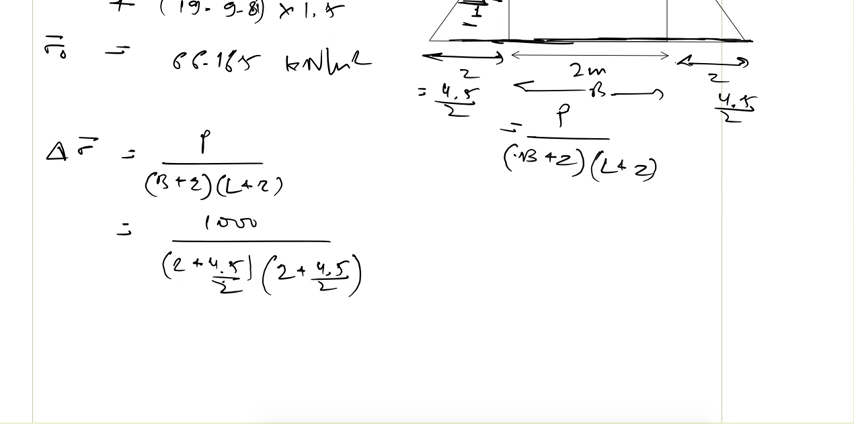 + (19 - 9.81) × 1.5
σ̄₀ = 66.185 kN/m²
1
2
2m
2
= 4.5/2
B
4.5/2
= P/((B+z)(L+z))
Δσ̄ = P/((B+z)(L+z))
= 1000/((2 + 4.5/2)(2 + 4.5/2))